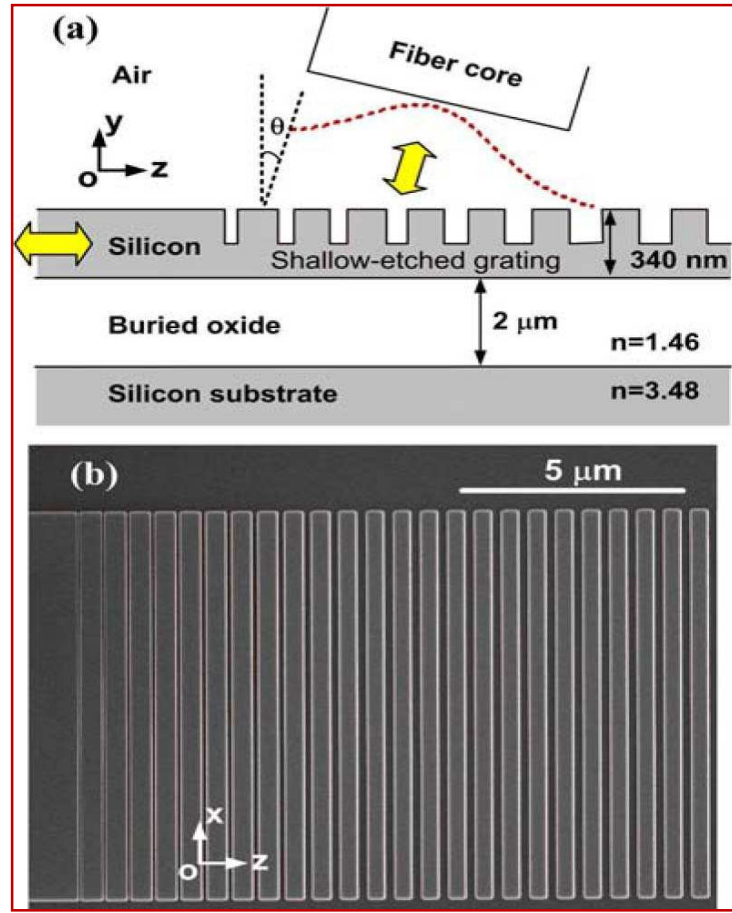 (a)
Air
Fiber core
θ
y
o z
Silicon
Shallow-etched grating
340 nm
Buried oxide
2 μm
n=1.46
Silicon substrate
n=3.48
(b)
5 μm
x
o z